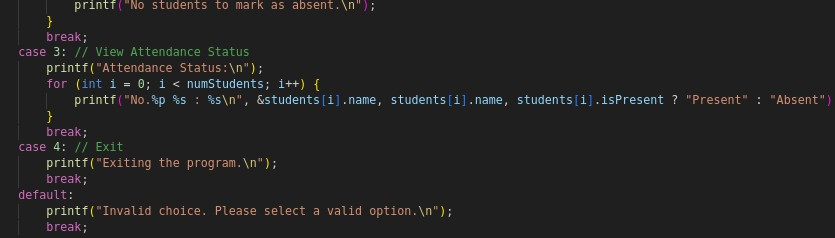 printf("No students to mark as absent.\n");
}
break;
case 3: // View Attendance Status
printf("Attendance Status:\n");
for (int i = 0; i < numStudents; i++) {
printf("No.%p %s : %s\n", &students[i].name, students[i].name, students[i].isPresent ? "Present" : "Absent")
}
break;
case 4: // Exit
printf("Exiting the program.\n");
break;
default:
printf("Invalid choice. Please select a valid option.\n");
break;